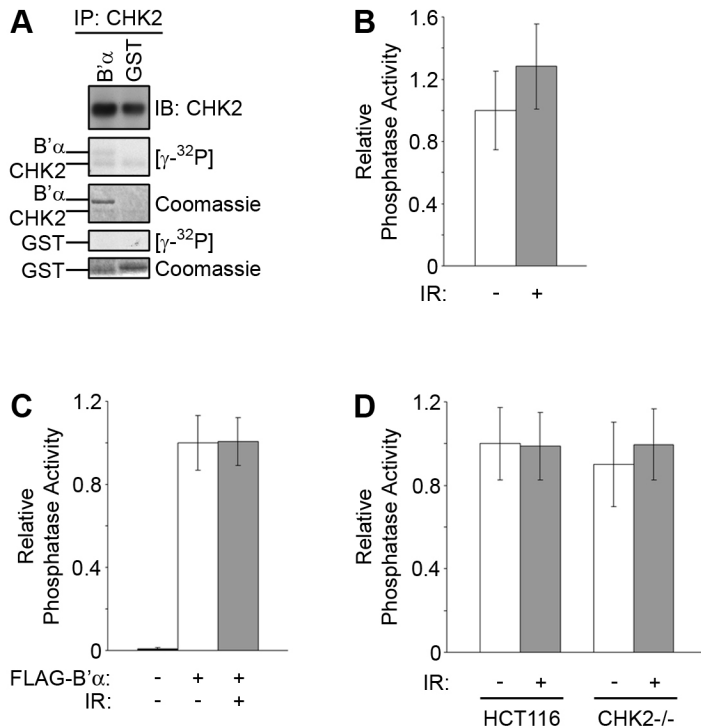 A
IP: CHK2
B'α GST
IB: CHK2
B'α
CHK2
[γ-³²P]
B'α
CHK2
Coomassie
GST
[γ-³²P]
GST
Coomassie
B
Relative
Phosphatase Activity
1.6
1.2
0.8
0.4
0
IR: - +
C
Relative
Phosphatase Activity
1.2
0.8
0.4
0
FLAG-B'α: - + +
IR: - - +
D
Relative
Phosphatase Activity
1.2
0.8
0.4
0
IR: - + - +
HCT116 CHK2-/-